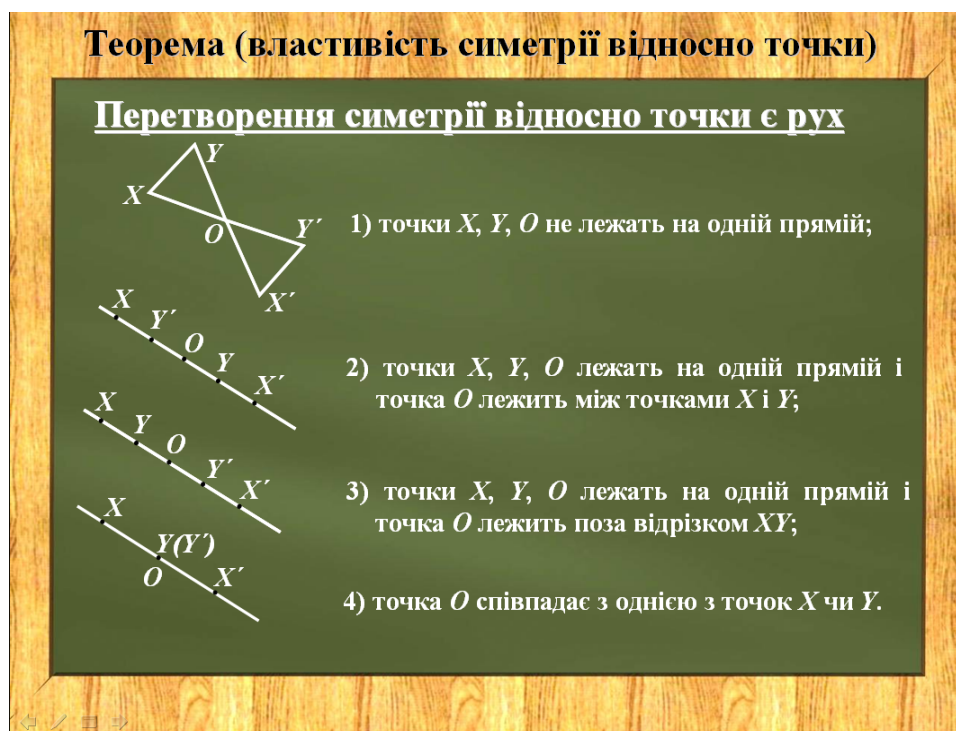 Теорема (властивість симетрії відносно точки)
Перетворення симетрії відносно точки є рух
Y
X
O
Y´
X´
1) точки X, Y, O не лежать на одній прямій;
X
Y´
O
Y
X´
2) точки X, Y, O лежать на одній прямій і
точка O лежить між точками X і Y;
X
Y
O
Y´
X´
3) точки X, Y, O лежать на одній прямій і
точка O лежить поза відрізком XY;
X
Y(Y´)
O
X´
4) точка O співпадає з однією з точок X чи Y.